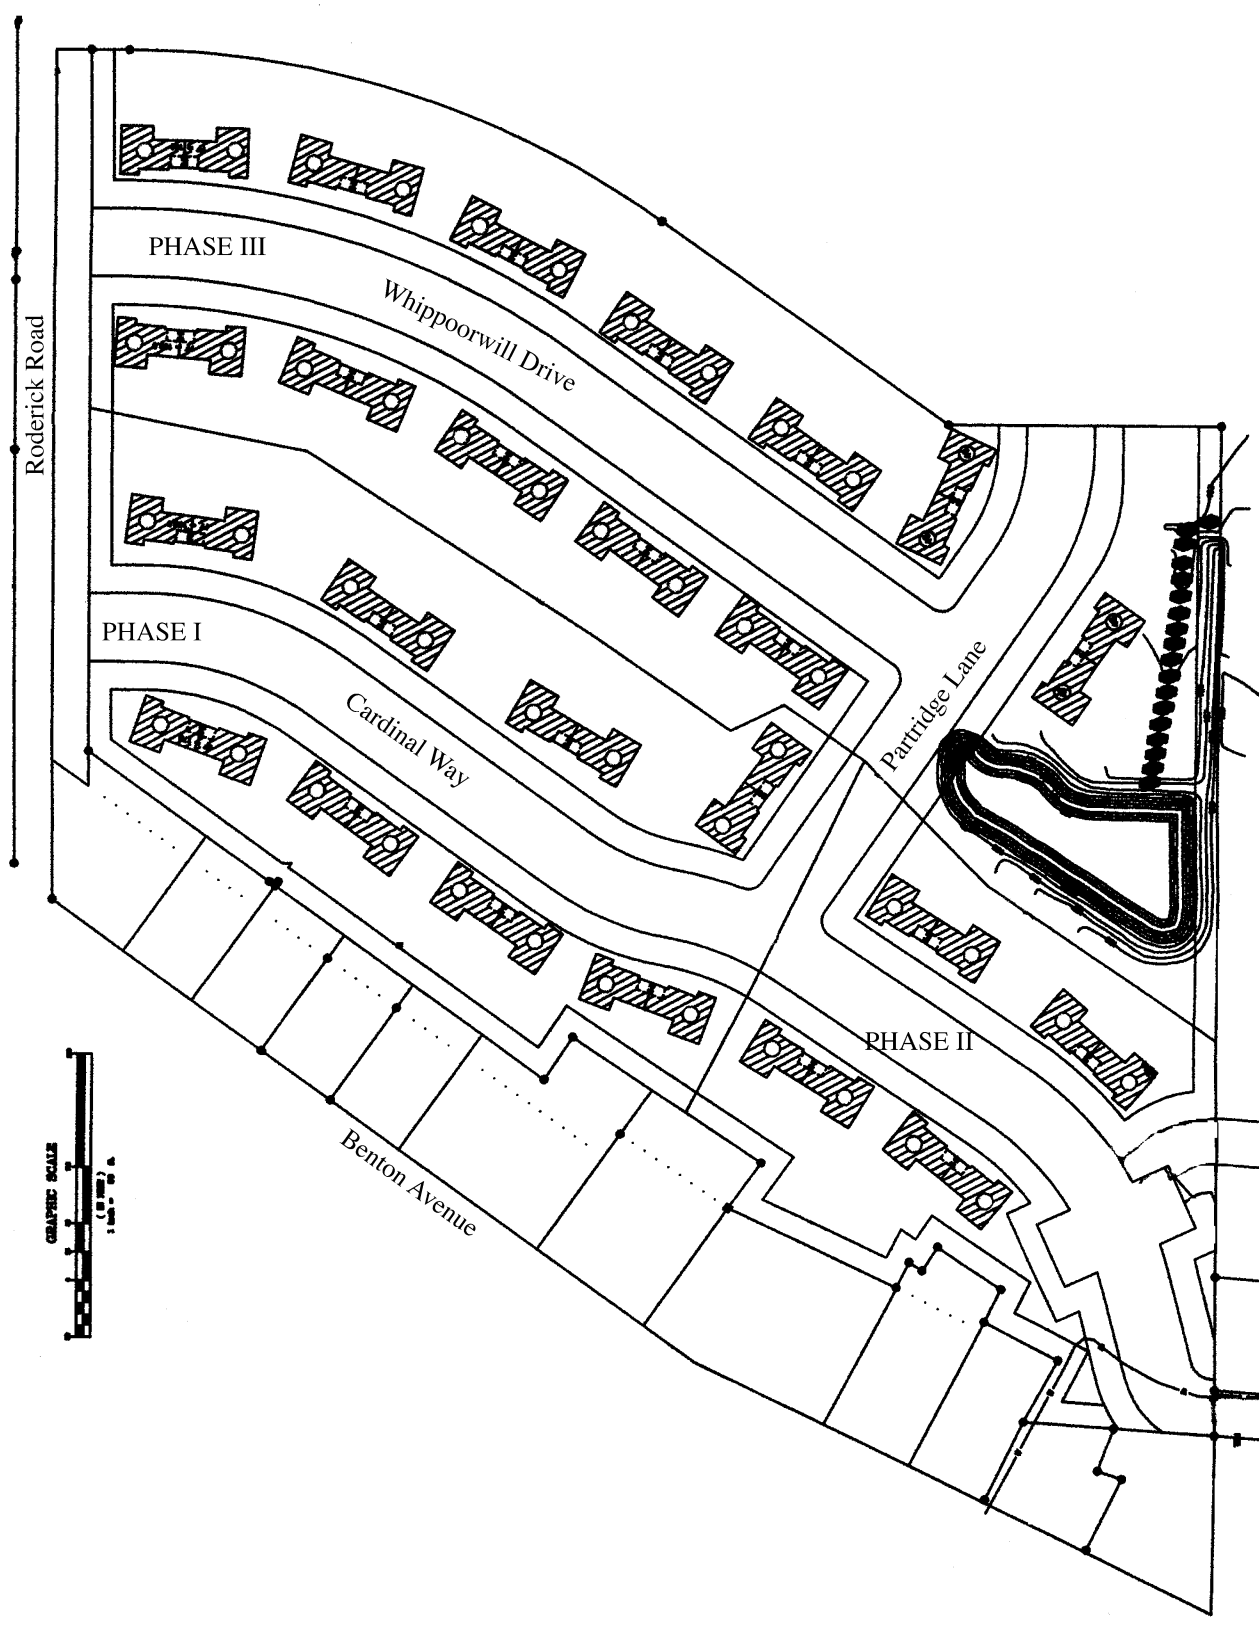 PHASE III
Whippoorwill Drive
Roderick Road
PHASE I
Cardinal Way
Partridge Lane
PHASE II
Benton Avenue
GRAPHIC SCALE